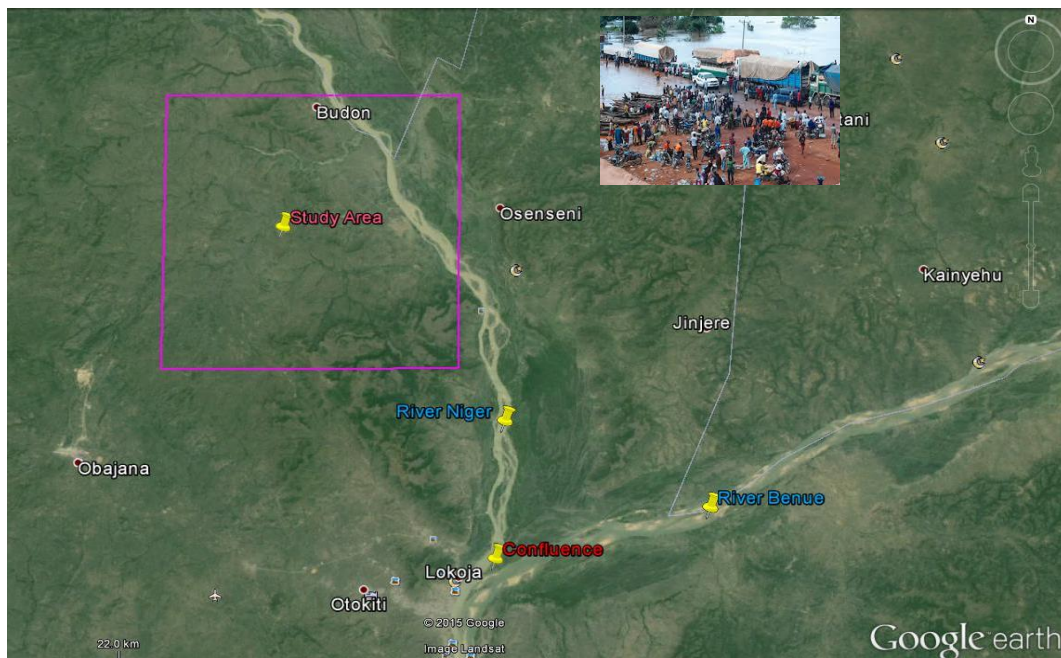 N
Budon
tani
Study Area
Osenseni
Kainyehu
Jinjere
River Niger
Obajana
River Benue
Confluence
Lokoja
Otokiti
© 2015 Google
22.0 km
Image Landsat
Google earth